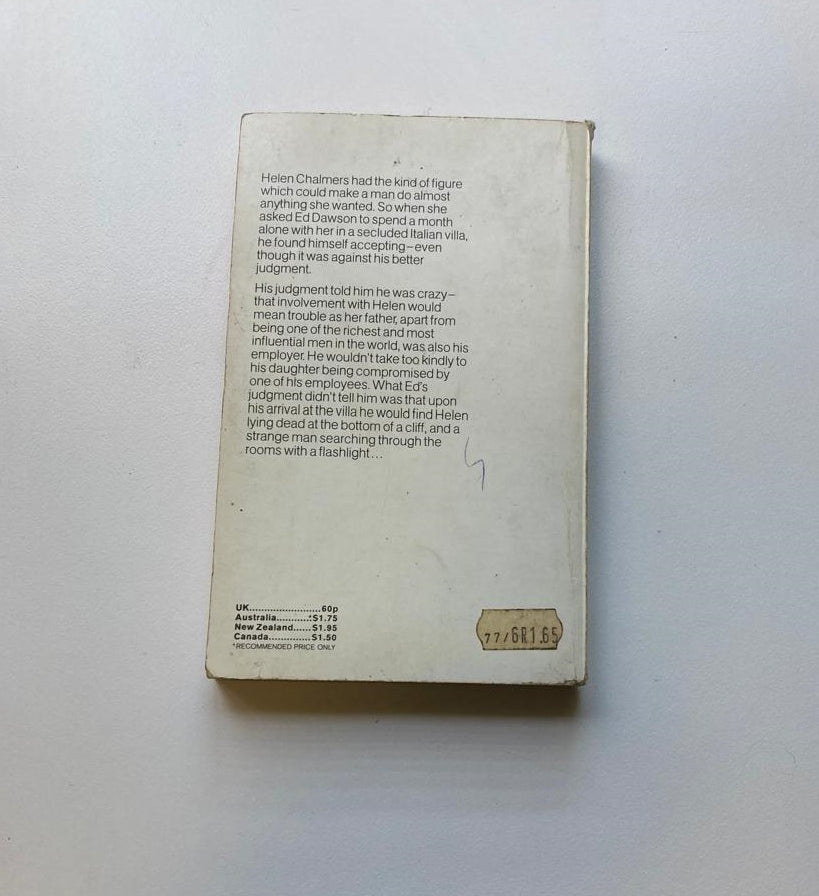 Helen Chalmers had the kind of figure
which could make a man do almost
anything she wanted. So when she
asked Ed Dawson to spend a month
alone with her in a secluded Italian villa,
he found himself accepting–even
though it was against his better
judgment.
His judgment told him he was crazy–
that involvement with Helen would
mean trouble as her father, apart from
being one of the richest and most
influential men in the world, was also his
employer. He wouldn't take too kindly to
his daughter being compromised by
one of his employees. What Ed's
judgment didn't tell him was that upon
his arrival at the villa he would find Helen
lying dead at the bottom of a cliff, and a
strange man searching through the
rooms with a flashlight...
UK........................60p
Australia...........*$1.75
New Zealand......$1.95
Canada..............$1.50
*RECOMMENDED PRICE ONLY
77/6R1.65